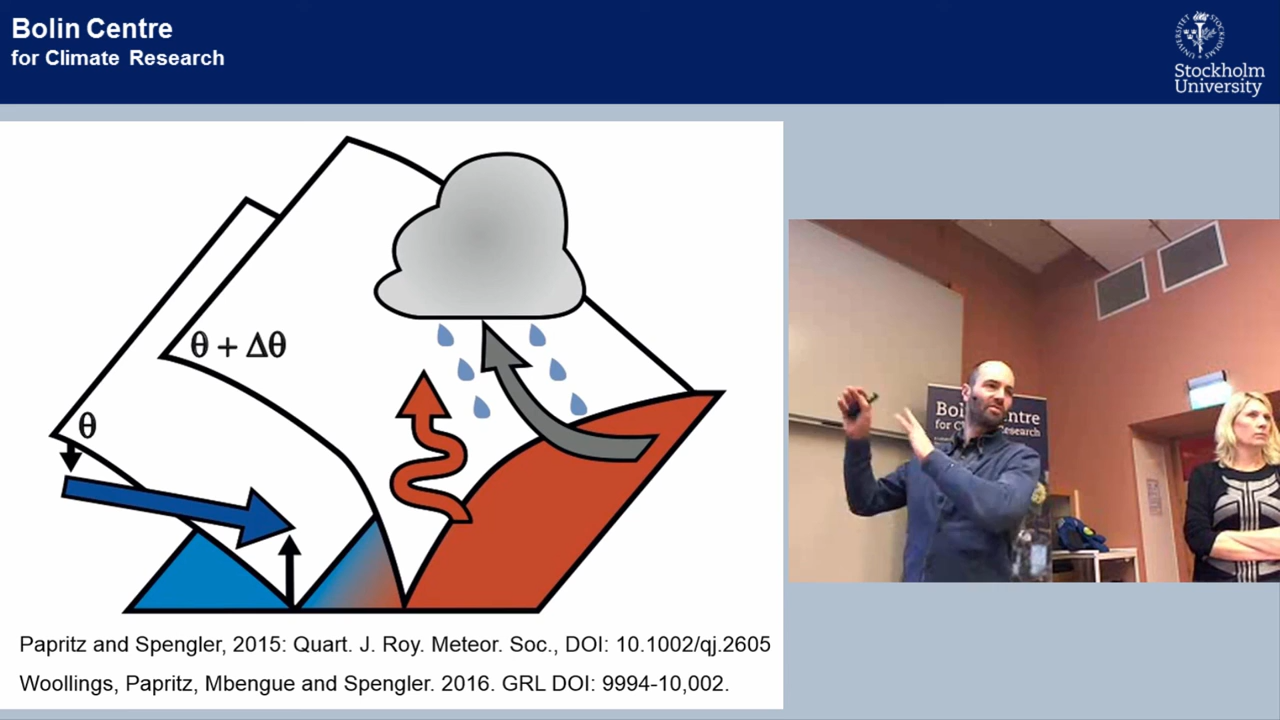 Bolin Centre
for Climate Research
Stockholm
University
θ + Δθ
θ
Bolin Centre
for Climate Research
Papritz and Spengler, 2015: Quart. J. Roy. Meteor. Soc., DOI: 10.1002/qj.2605
Woollings, Papritz, Mbengue and Spengler. 2016. GRL DOI: 9994-10,002.